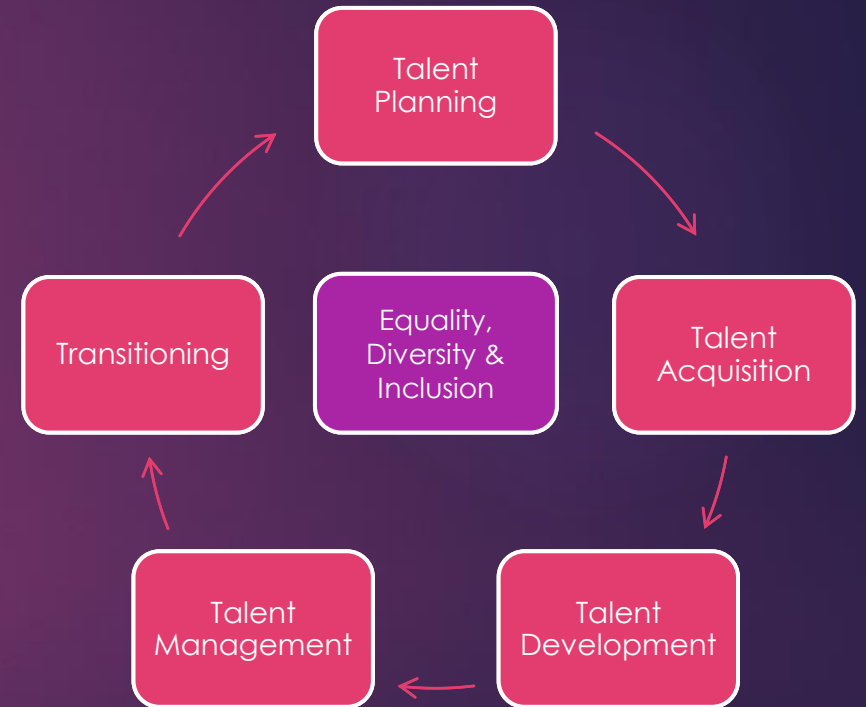 Talent
Planning
Transitioning
Equality,
Diversity &
Inclusion
Talent
Acquisition
Talent
Management
Talent
Development